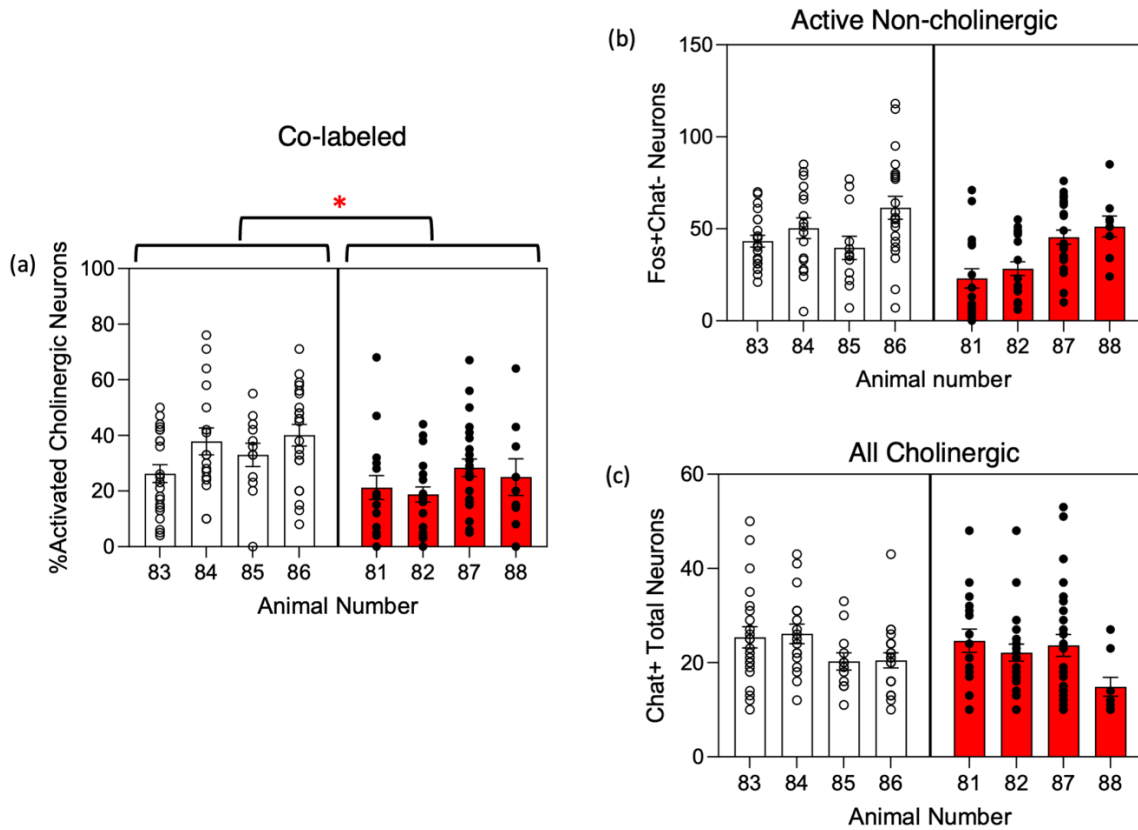 Co-labeled
*
(a)
%Activated Cholinergic Neurons
100
80
60
40
20
0
83 84 85 86 81 82 87 88
Animal Number
Active Non-cholinergic
(b)
Fos+Chat- Neurons
150
100
50
0
83 84 85 86 81 82 87 88
Animal number
All Cholinergic
(c)
Chat+ Total Neurons
60
40
20
0
83 84 85 86 81 82 87 88
Animal Number